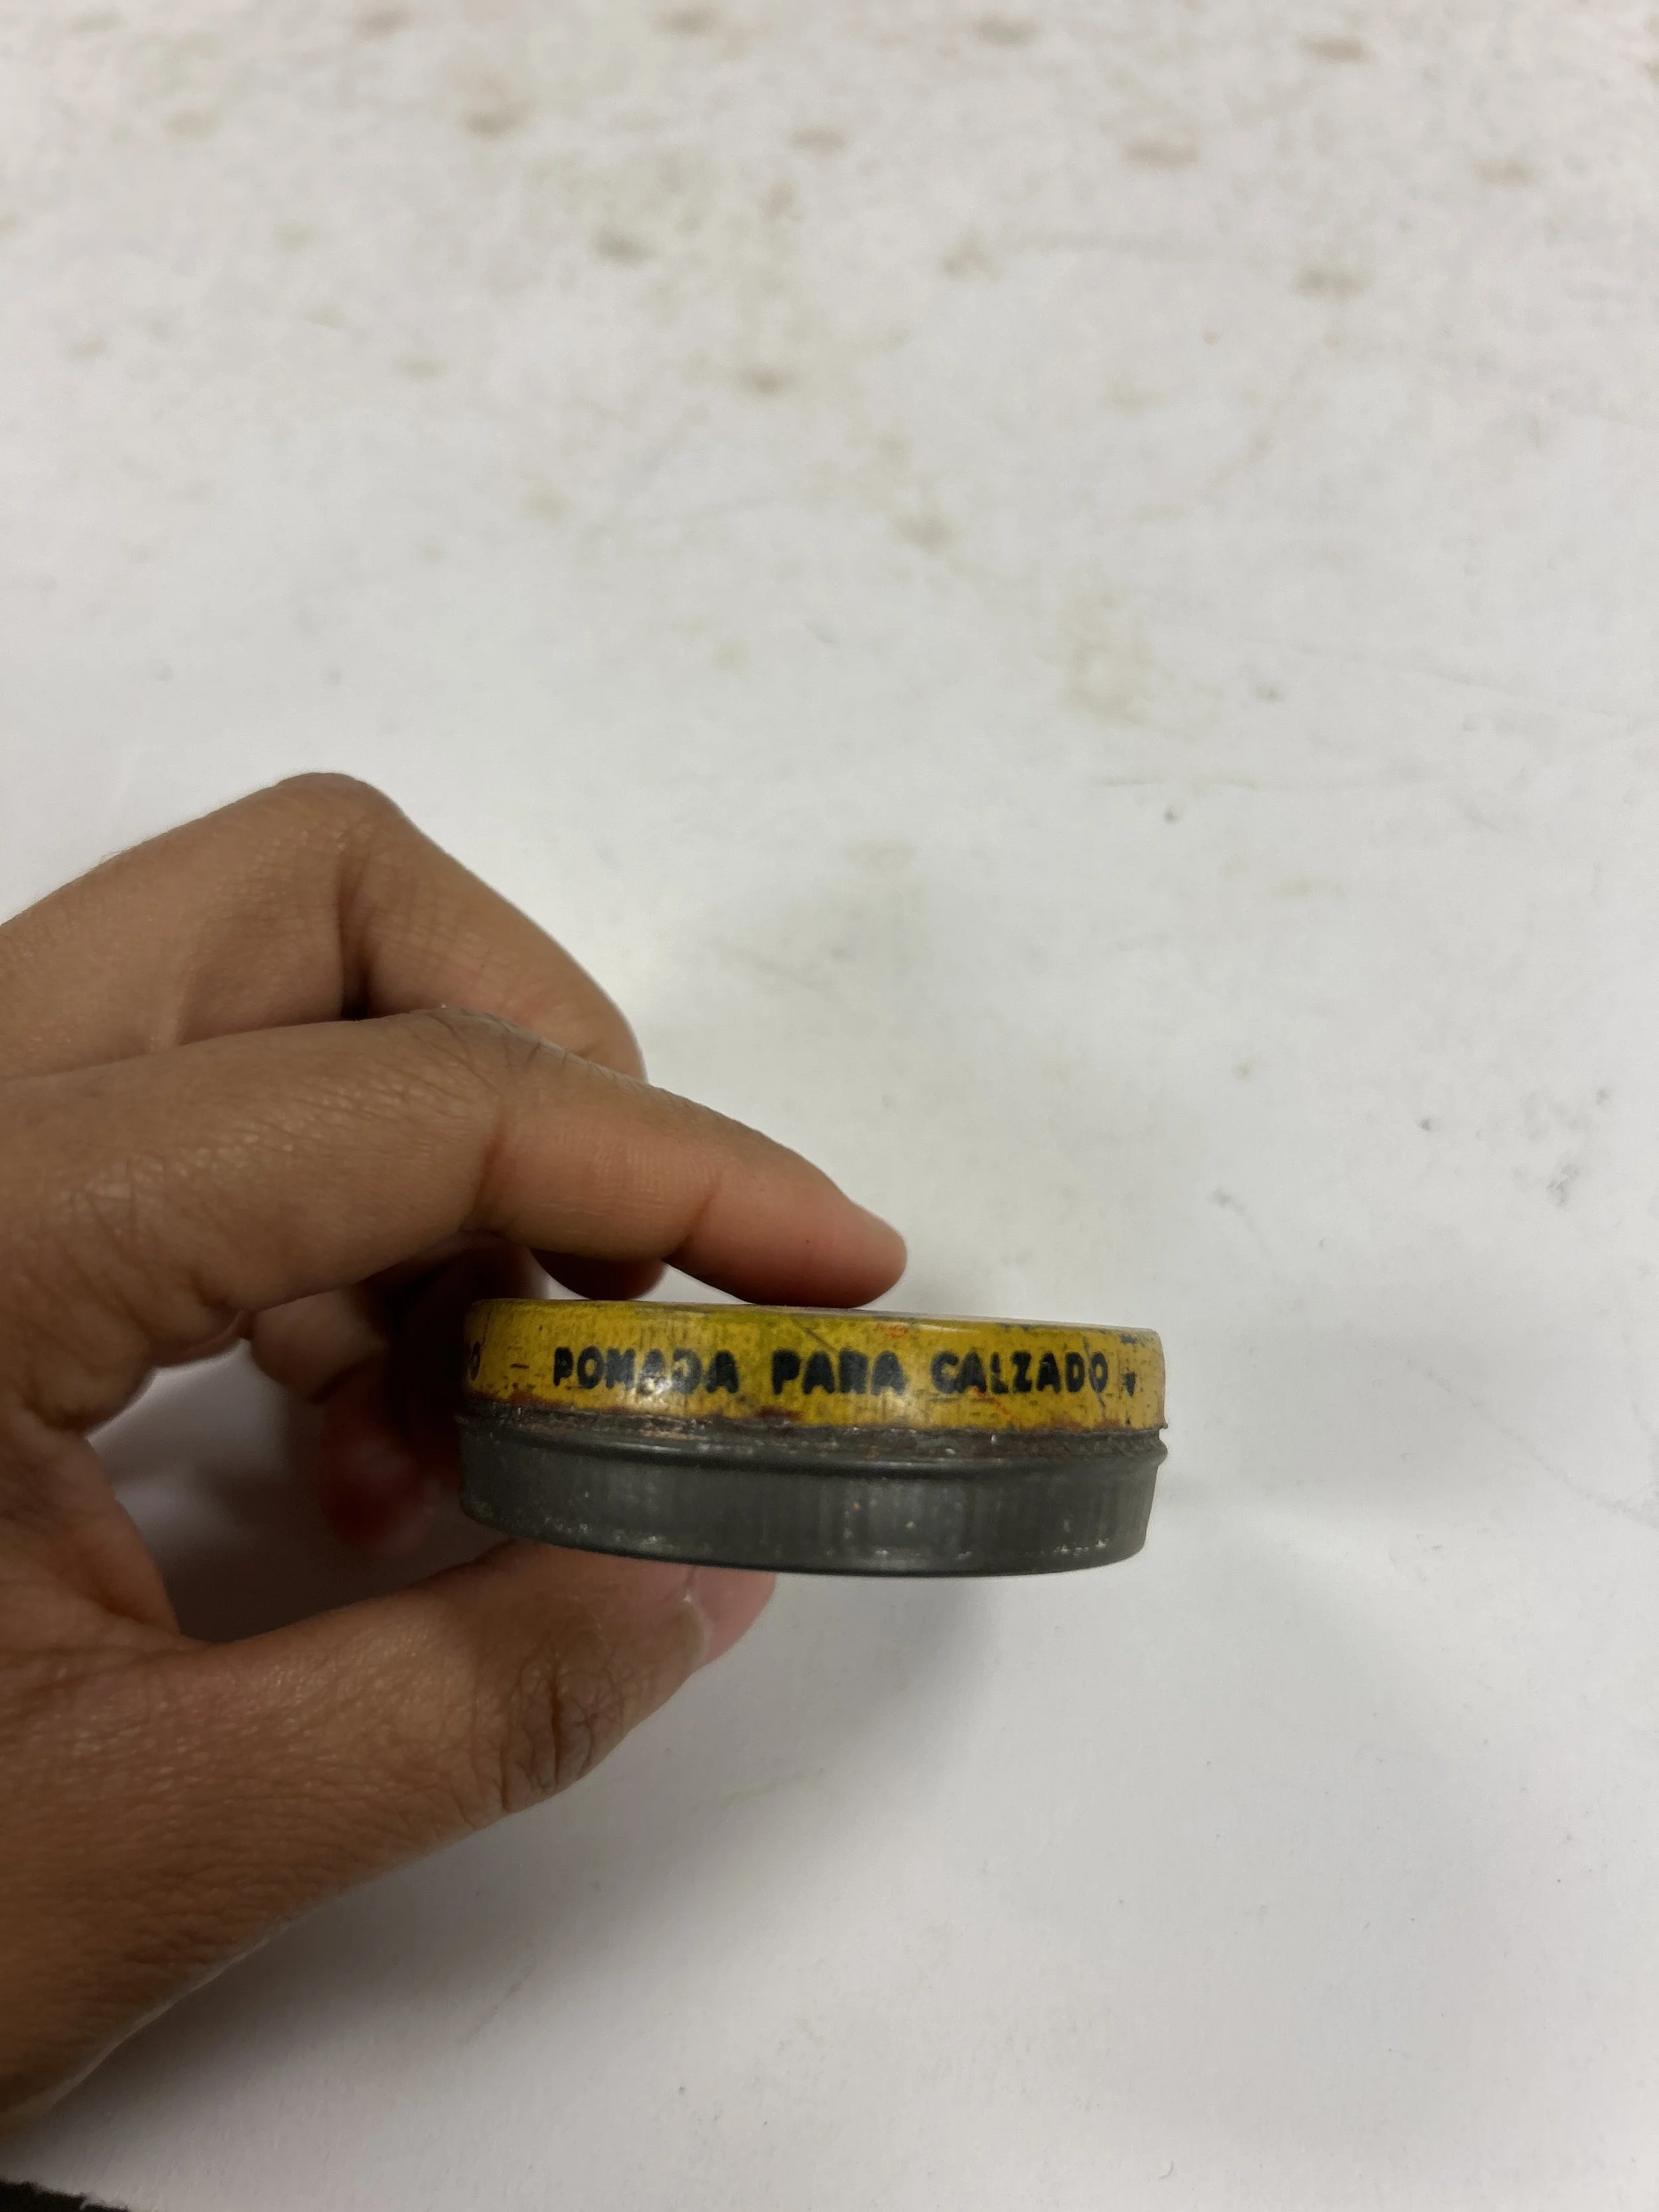 O - POMADA PARA CALZADO